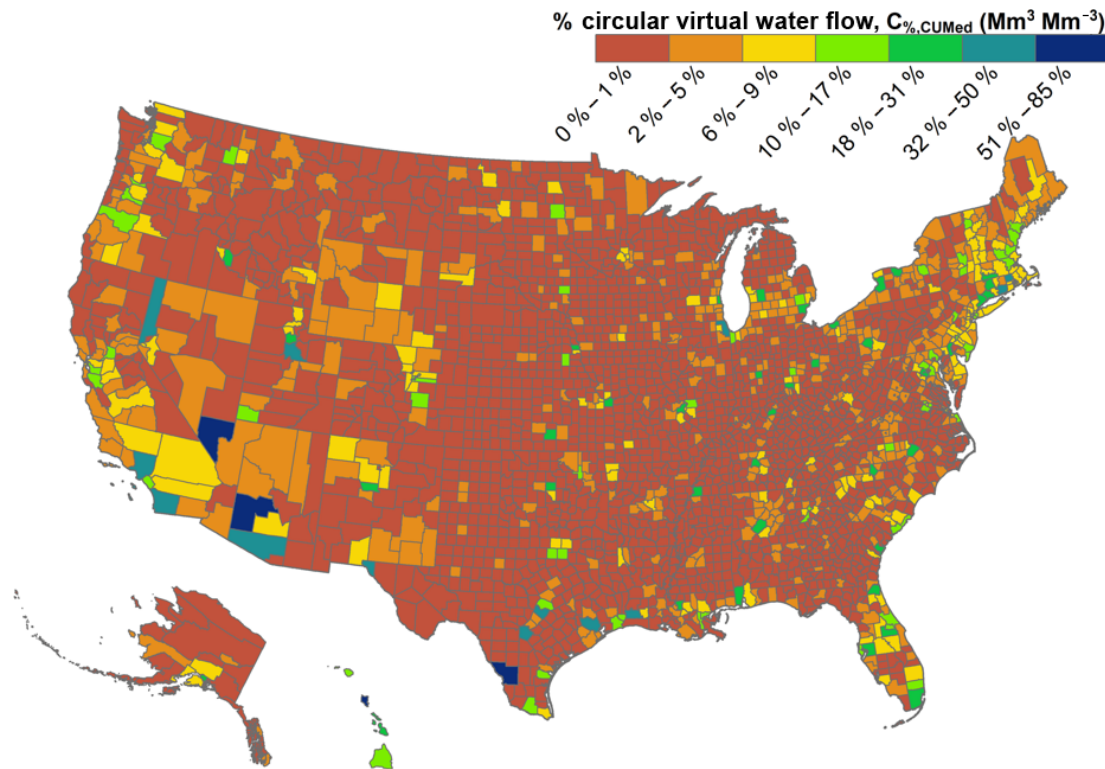 % circular virtual water flow, C%,CUMed (Mm³ Mm⁻³)
0 % – 1 %
2 % – 5 %
6 % – 9 %
10 % – 17 %
18 % – 31 %
32 % – 50 %
51 % – 85 %